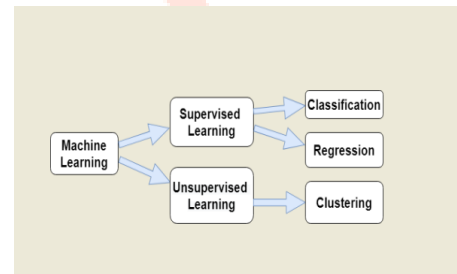 Machine
Learning
Supervised
Learning
Unsupervised
Learning
Classification
Regression
Clustering